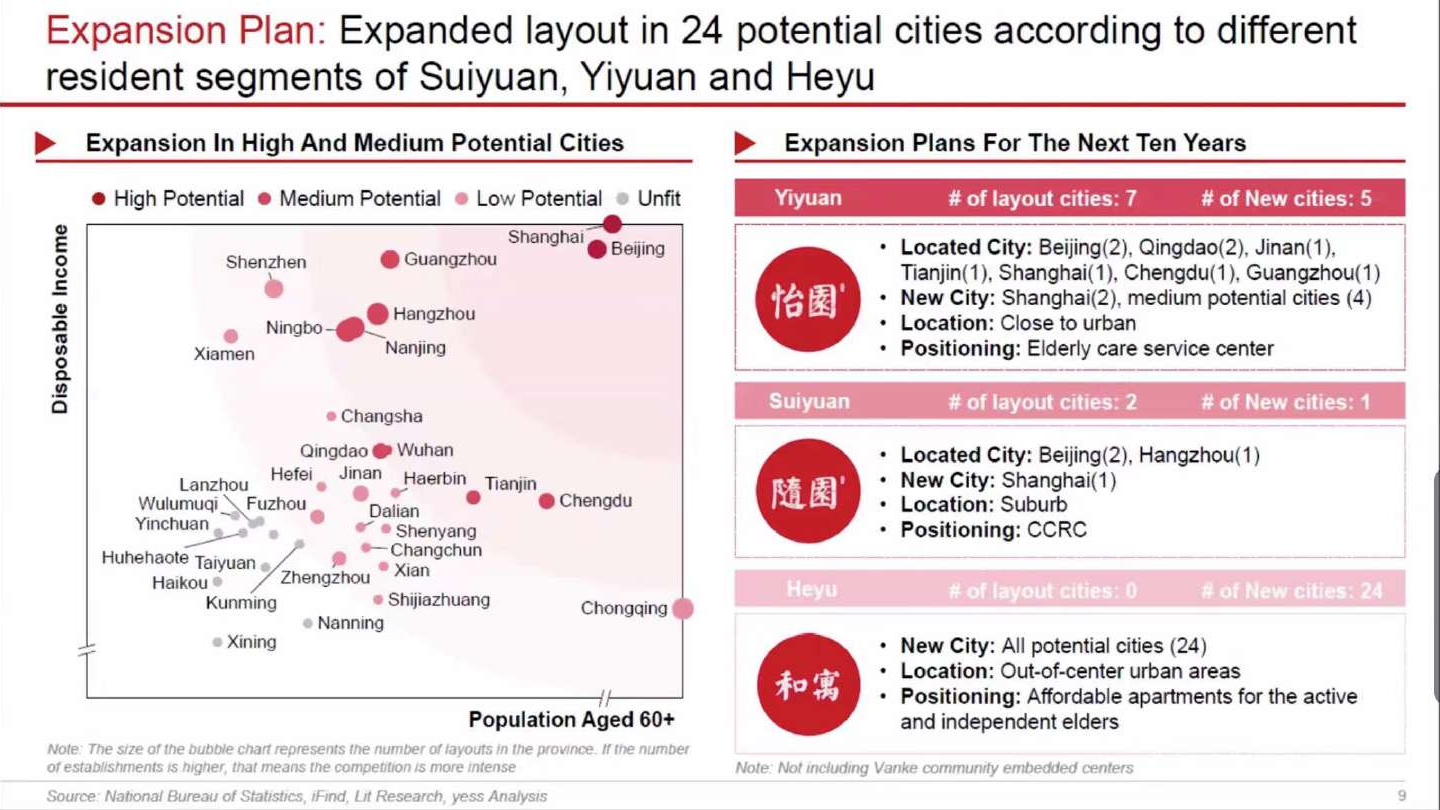 Expansion Plan: Expanded layout in 24 potential cities according to different
resident segments of Suiyuan, Yiyuan and Heyu
Expansion In High And Medium Potential Cities
High Potential Medium Potential Low Potential Unfit
Disposable Income
Shanghai
Beijing
Shenzhen
Guangzhou
Ningbo
Hangzhou
Nanjing
Xiamen
Changsha
Qingdao
Wuhan
Hefei
Jinan
Haerbin
Tianjin
Chengdu
Lanzhou
Wulumuqi
Fuzhou
Yinchuan
Dalian
Shenyang
Changchun
Huhehaote
Taiyuan
Zhengzhou
Xian
Haikou
Kunming
Shijiazhuang
Chongqing
Nanning
Xining
Population Aged 60+
Note: The size of the bubble chart represents the number of layouts in the province. If the number
of establishments is higher, that means the competition is more intense
Expansion Plans For The Next Ten Years
Yiyuan # of layout cities: 7 # of New cities: 5
怡園
• Located City: Beijing(2), Qingdao(2), Jinan(1),
Tianjin(1), Shanghai(1), Chengdu(1), Guangzhou(1)
• New City: Shanghai(2), medium potential cities (4)
• Location: Close to urban
• Positioning: Elderly care service center
Suiyuan # of layout cities: 2 # of New cities: 1
隨園
• Located City: Beijing(2), Hangzhou(1)
• New City: Shanghai(1)
• Location: Suburb
• Positioning: CCRC
Heyu # of layout cities: 0 # of New cities: 24
和寓
• New City: All potential cities (24)
• Location: Out-of-center urban areas
• Positioning: Affordable apartments for the active
and independent elders
Note: Not including Vanke community embedded centers
Source: National Bureau of Statistics, iFind, Lit Research, yess Analysis
9